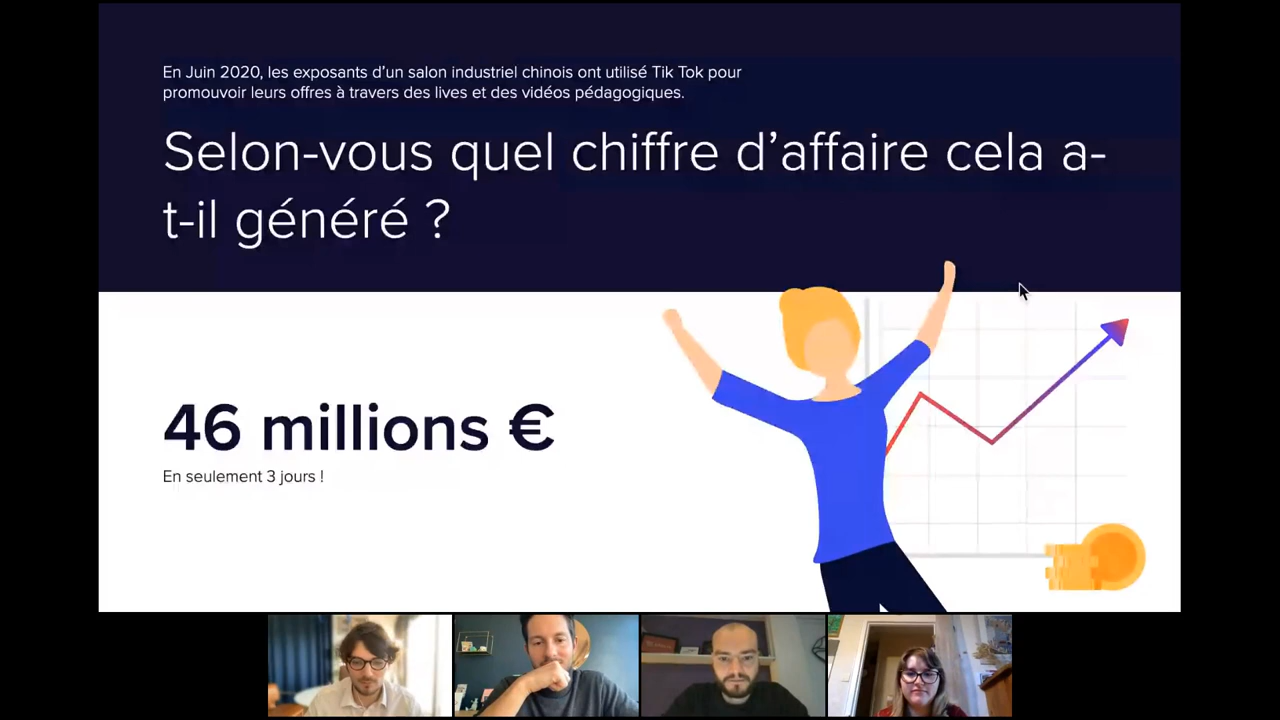 En Juin 2020, les exposants d’un salon industriel chinois ont utilisé Tik Tok pour
promouvoir leurs offres à travers des lives et des vidéos pédagogiques.
Selon-vous quel chiffre d’affaire cela a-
t-il généré ?
46 millions €
En seulement 3 jours !